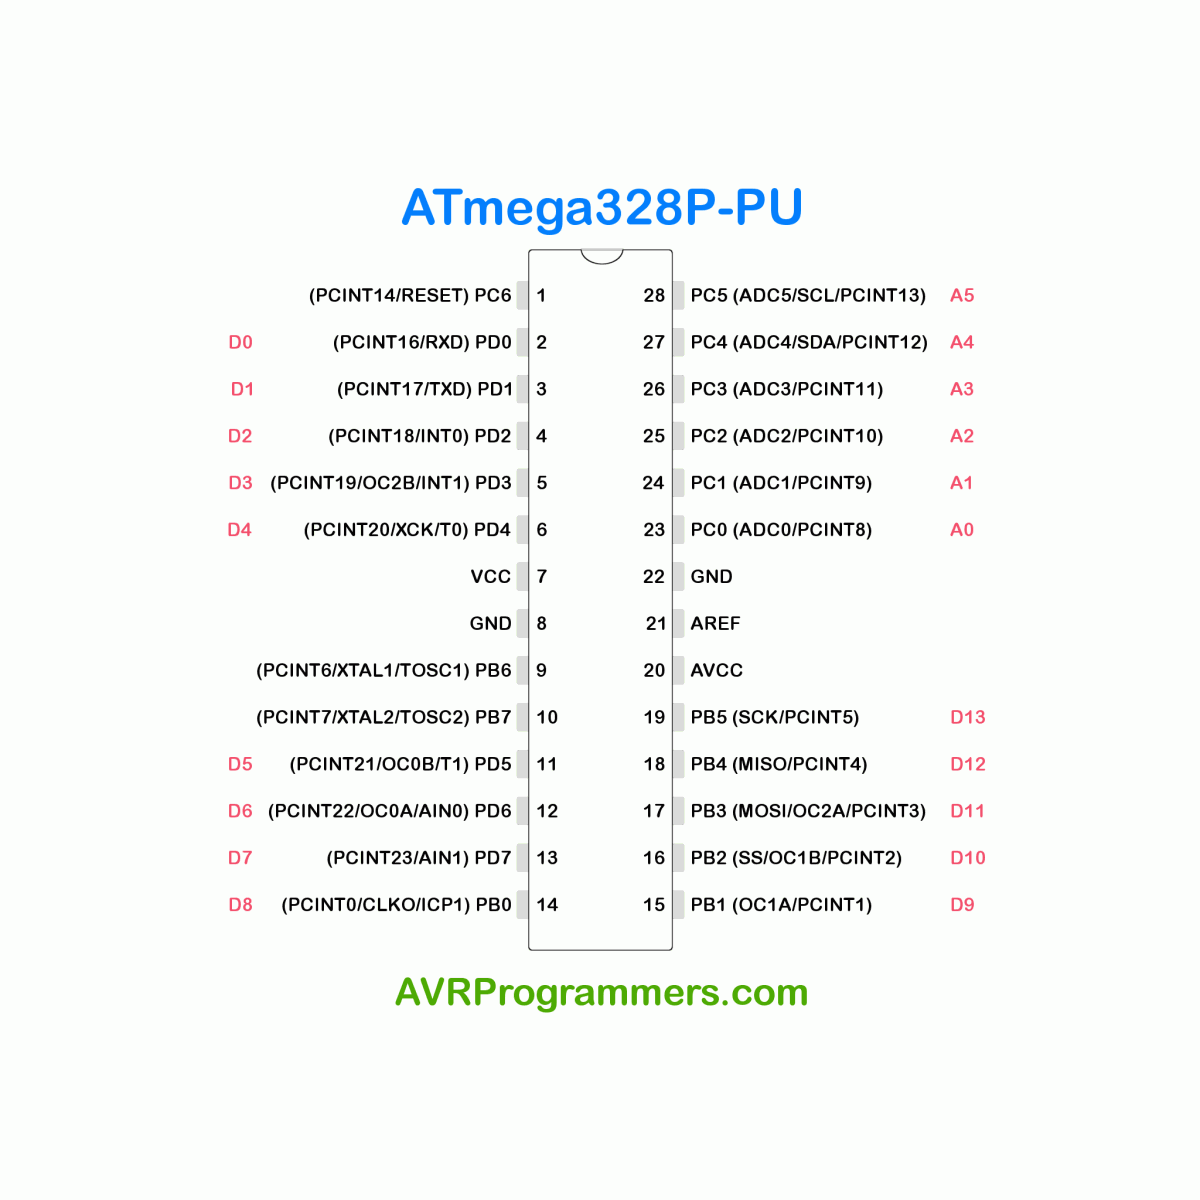 ATmega328P-PU
(PCINT14/RESET) PC6 1 28 PC5 (ADC5/SCL/PCINT13) A5
D0 (PCINT16/RXD) PD0 2 27 PC4 (ADC4/SDA/PCINT12) A4
D1 (PCINT17/TXD) PD1 3 26 PC3 (ADC3/PCINT11) A3
D2 (PCINT18/INT0) PD2 4 25 PC2 (ADC2/PCINT10) A2
D3 (PCINT19/OC2B/INT1) PD3 5 24 PC1 (ADC1/PCINT9) A1
D4 (PCINT20/XCK/T0) PD4 6 23 PC0 (ADC0/PCINT8) A0
VCC 7 22 GND
GND 8 21 AREF
(PCINT6/XTAL1/TOSC1) PB6 9 20 AVCC
(PCINT7/XTAL2/TOSC2) PB7 10 19 PB5 (SCK/PCINT5) D13
D5 (PCINT21/OC0B/T1) PD5 11 18 PB4 (MISO/PCINT4) D12
D6 (PCINT22/OC0A/AIN0) PD6 12 17 PB3 (MOSI/OC2A/PCINT3) D11
D7 (PCINT23/AIN1) PD7 13 16 PB2 (SS/OC1B/PCINT2) D10
D8 (PCINT0/CLKO/ICP1) PB0 14 15 PB1 (OC1A/PCINT1) D9
AVRProgrammers.com